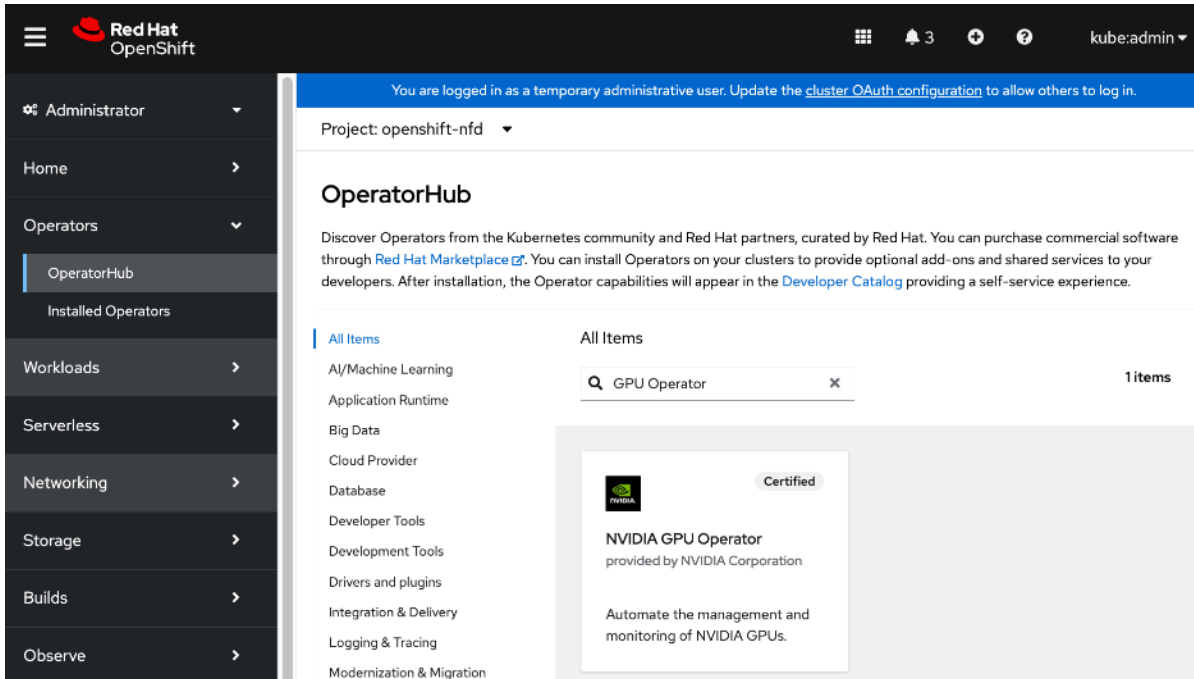 Red Hat
OpenShift
3
kube:admin
Administrator
Home
Operators
OperatorHub
Installed Operators
Workloads
Serverless
Networking
Storage
Builds
Observe
You are logged in as a temporary administrative user. Update the cluster OAuth configuration to allow others to log in.
Project: openshift-nfd
OperatorHub
Discover Operators from the Kubernetes community and Red Hat partners, curated by Red Hat. You can purchase commercial software
through Red Hat Marketplace. You can install Operators on your clusters to provide optional add-ons and shared services to your
developers. After installation, the Operator capabilities will appear in the Developer Catalog providing a self-service experience.
All Items
AI/Machine Learning
Application Runtime
Big Data
Cloud Provider
Database
Developer Tools
Development Tools
Drivers and plugins
Integration & Delivery
Logging & Tracing
Modernization & Migration
All Items
GPU Operator
1 items
NVIDIA
Certified
NVIDIA GPU Operator
provided by NVIDIA Corporation
Automate the management and
monitoring of NVIDIA GPUs.